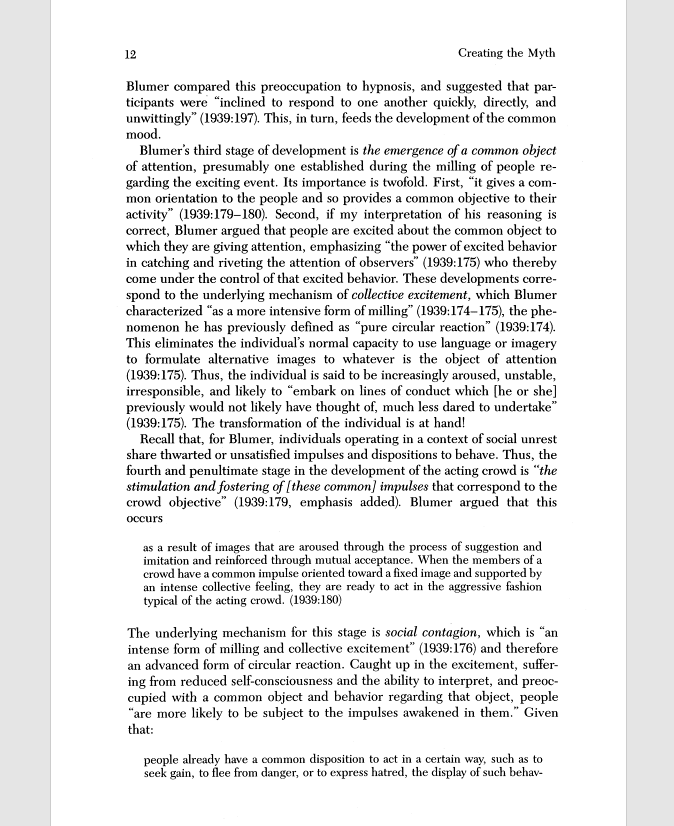 12
Creating the Myth
Blumer compared this preoccupation to hypnosis, and suggested that par-
ticipants were “inclined to respond to one another quickly, directly, and
unwittingly” (1939:197). This, in turn, feeds the development of the common
mood.
Blumer’s third stage of development is the emergence of a common object
of attention, presumably one established during the milling of people re-
garding the exciting event. Its importance is twofold. First, “it gives a com-
mon orientation to the people and so provides a common objective to their
activity” (1939:179–180). Second, if my interpretation of his reasoning is
correct, Blumer argued that people are excited about the common object to
which they are giving attention, emphasizing “the power of excited behavior
in catching and riveting the attention of observers” (1939:175) who thereby
come under the control of that excited behavior. These developments corre-
spond to the underlying mechanism of collective excitement, which Blumer
characterized “as a more intensive form of milling” (1939:174–175), the phe-
nomenon he has previously defined as “pure circular reaction” (1939:174).
This eliminates the individual’s normal capacity to use language or imagery
to formulate alternative images to whatever is the object of attention
(1939:175). Thus, the individual is said to be increasingly aroused, unstable,
irresponsible, and likely to “embark on lines of conduct which [he or she]
previously would not likely have thought of, much less dared to undertake”
(1939:175). The transformation of the individual is at hand!
Recall that, for Blumer, individuals operating in a context of social unrest
share thwarted or unsatisfied impulses and dispositions to behave. Thus, the
fourth and penultimate stage in the development of the acting crowd is “the
stimulation and fostering of [these common] impulses that correspond to the
crowd objective” (1939:179, emphasis added). Blumer argued that this
occurs
as a result of images that are aroused through the process of suggestion and
imitation and reinforced through mutual acceptance. When the members of a
crowd have a common impulse oriented toward a fixed image and supported by
an intense collective feeling, they are ready to act in the aggressive fashion
typical of the acting crowd. (1939:180)
The underlying mechanism for this stage is social contagion, which is “an
intense form of milling and collective excitement” (1939:176) and therefore
an advanced form of circular reaction. Caught up in the excitement, suffer-
ing from reduced self-consciousness and the ability to interpret, and preoc-
cupied with a common object and behavior regarding that object, people
“are more likely to be subject to the impulses awakened in them.” Given
that:
people already have a common disposition to act in a certain way, such as to
seek gain, to flee from danger, or to express hatred, the display of such behav-